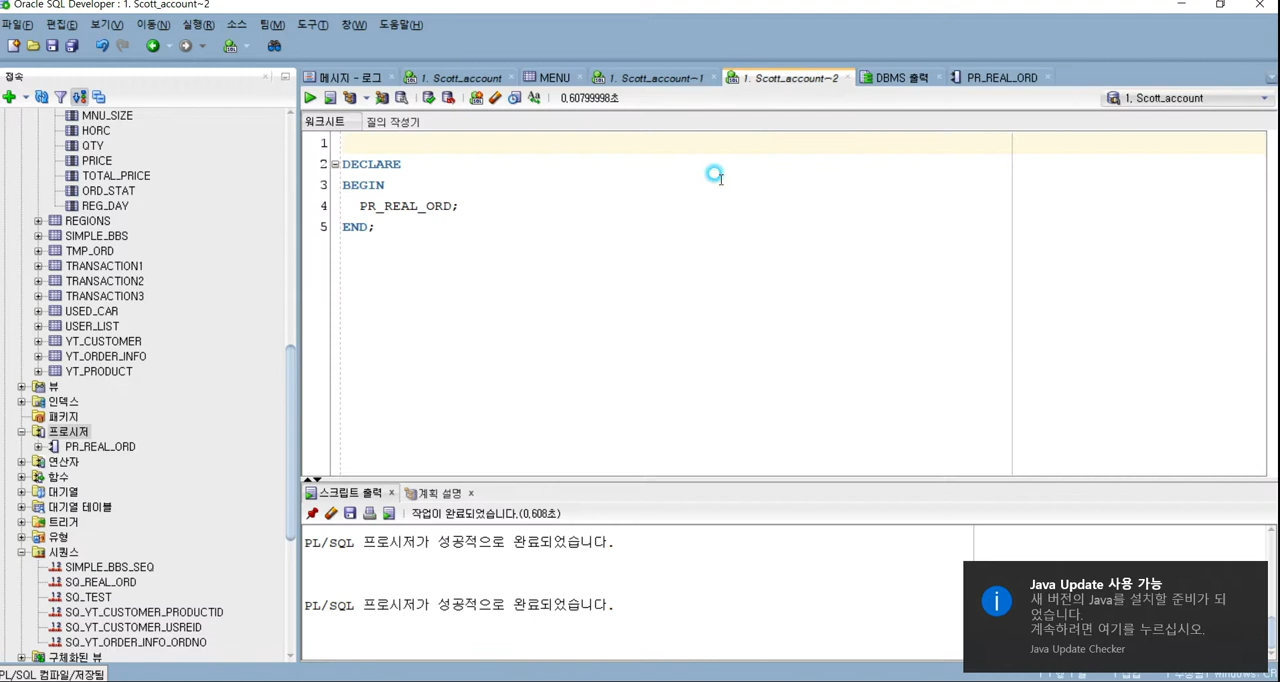 Oracle SQL Developer : 1. Scott_account~2
파일(F) 편집(E) 보기(V) 이동(N) 실행(R) 소스 팀(M) 도구(T) 창(W) 도움말(H)
접속
메시지 - 로그 1. Scott_account MENU 1. Scott_account~1 1. Scott_account~2 DBMS 출력 PR_REAL_ORD
0,60799998초
1. Scott_account
워크시트 질의 작성기
MNU_SIZE
HORC
QTY
PRICE
TOTAL_PRICE
ORD_STAT
REG_DAY
REGIONS
SIMPLE_BBS
TMP_ORD
TRANSACTION1
TRANSACTION2
TRANSACTION3
USED_CAR
USER_LIST
YT_CUSTOMER
YT_ORDER_INFO
YT_PRODUCT
뷰
인덱스
패키지
프로시저
PR_REAL_ORD
연산자
함수
대기열
대기열 테이블
트리거
유형
시퀀스
SIMPLE_BBS_SEQ
SQ_REAL_ORD
SQ_TEST
SQ_YT_CUSTOMER_PRODUCTID
SQ_YT_CUSTOMER_USREID
SQ_YT_ORDER_INFO_ORDNO
구체화된 뷰
1
2 DECLARE
3 BEGIN
4 PR_REAL_ORD;
5 END;
스크립트 출력 × 계획 설명 ×
작업이 완료되었습니다.(0,608초)
PL/SQL 프로시저가 성공적으로 완료되었습니다.
PL/SQL 프로시저가 성공적으로 완료되었습니다.
Java Update 사용 가능
새 버전의 Java를 설치할 준비가 되
었습니다.
계속하려면 여기를 누르십시오.
Java Update Checker
PL/SQL 컴파일/저장됨